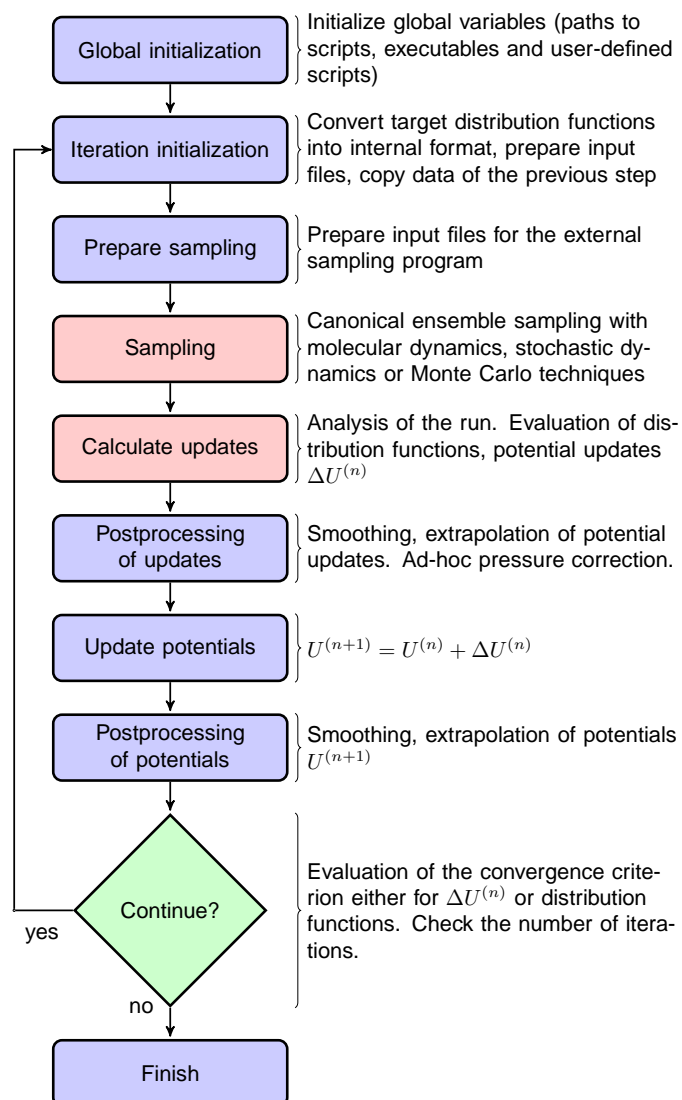 Global initialization
Initialize global variables (paths to
scripts, executables and user-defined
scripts)
Iteration initialization
Convert target distribution functions
into internal format, prepare input
files, copy data of the previous step
Prepare sampling
Prepare input files for the external
sampling program
Sampling
Canonical ensemble sampling with
molecular dynamics, stochastic dy-
namics or Monte Carlo techniques
Calculate updates
Analysis of the run. Evaluation of dis-
tribution functions, potential updates
ΔU^{(n)}
Postprocessing
of updates
Smoothing, extrapolation of potential
updates. Ad-hoc pressure correction.
Update potentials
U^{(n+1)} = U^{(n)} + ΔU^{(n)}
Postprocessing
of potentials
Smoothing, extrapolation of potentials
U^{(n+1)}
Continue?
Evaluation of the convergence crite-
rion either for ΔU^{(n)} or distribution
functions. Check the number of itera-
tions.
yes
no
Finish